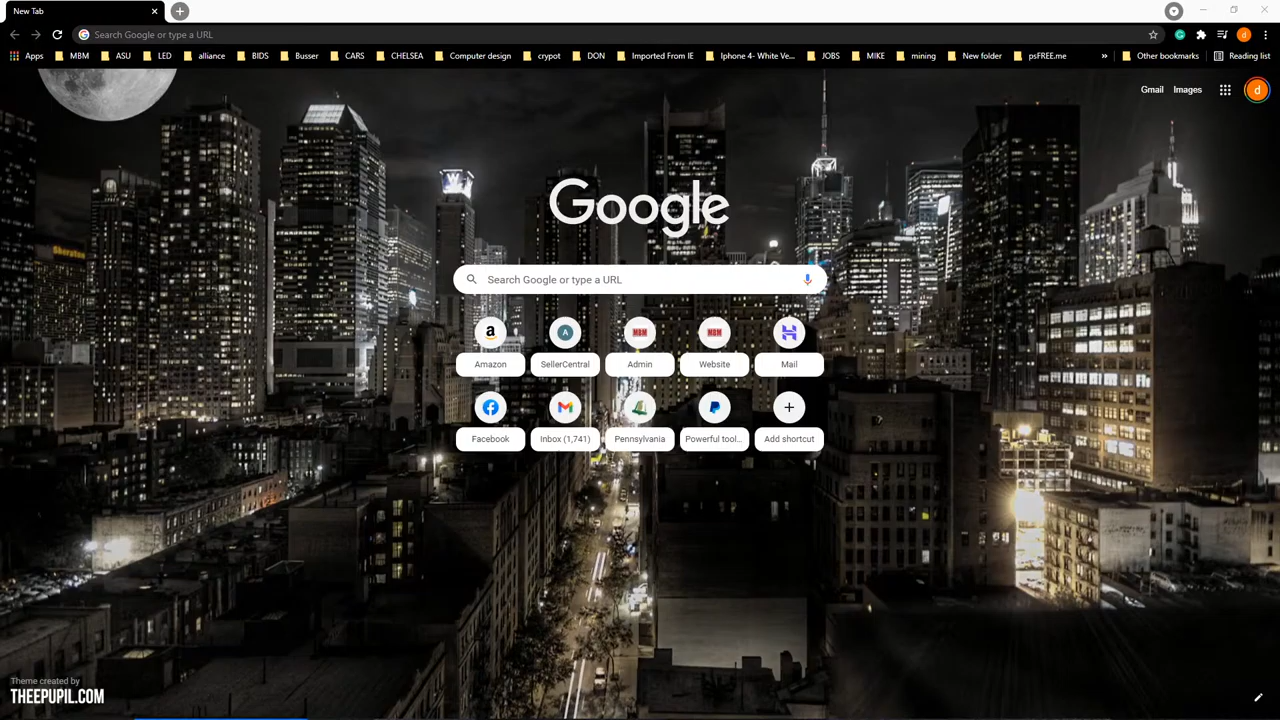 New Tab
Search Google or type a URL
Apps MBM ASU LED alliance BIDS Busser CARS CHELSEA Computer design crypot DON Imported From IE Iphone 4- White Ve... JOBS MIKE mining New folder psFREE.me » Other bookmarks Reading list
Gmail Images d
Sheraton
W
Google
Search Google or type a URL
a A MBM MBM
Amazon SellerCentral Admin Website Mail
Facebook Inbox (1,741) Pennsylvania Powerful tool... Add shortcut
Theme created by
THEEPUPIL.COM